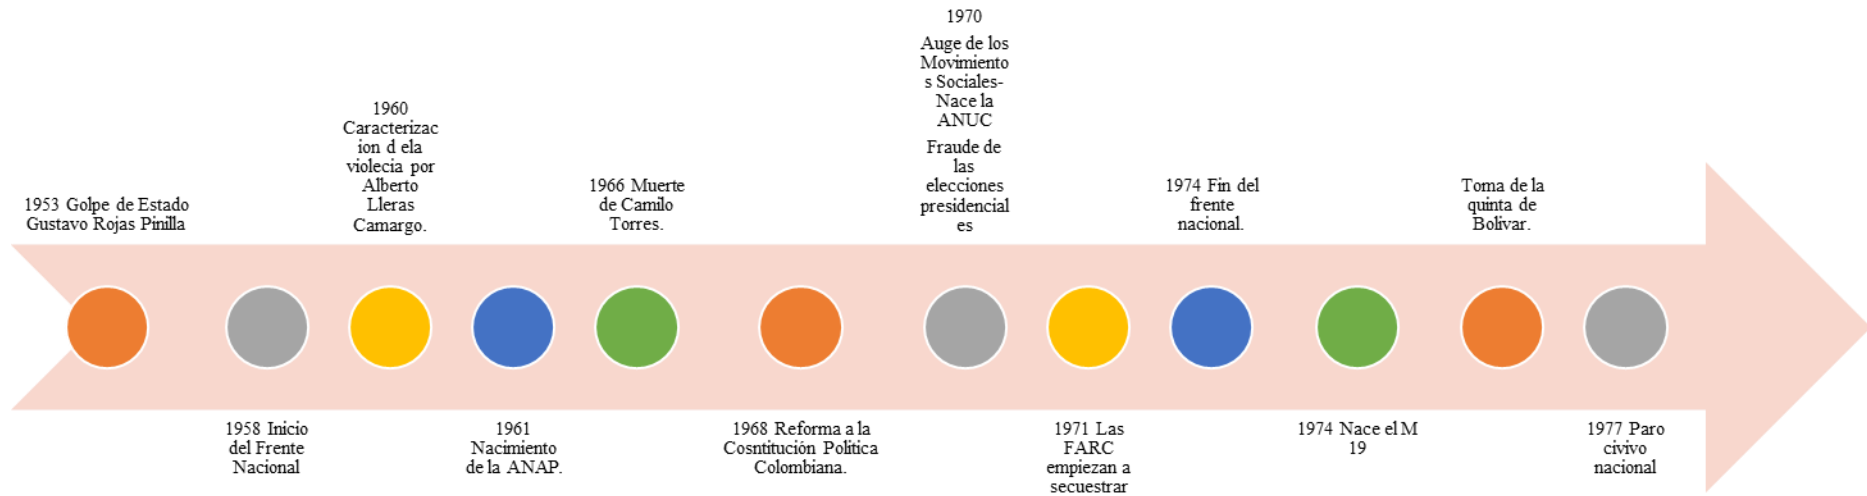 1953 Golpe de Estado
Gustavo Rojas Pinilla
1958 Inicio
del Frente
Nacional
1960
Caracterizac
ion d ela
violecia por
Alberto
Lleras
Camargo.
1961
Nacimiento
de la ANAP.
1966 Muerte
de Camilo
Torres.
1968 Reforma a la
Cosntitución Politica
Colombiana.
1970
Auge de los
Movimiento
s Sociales-
Nace la
ANUC
Fraude de
las
elecciones
presidencial
es
1971 Las
FARC
empiezan a
secuestrar
1974 Fin del
frente
nacional.
1974 Nace el M
19
Toma de la
quinta de
Bolivar.
1977 Paro
civivo
nacional